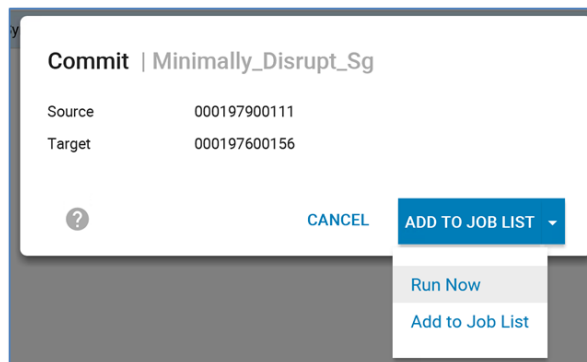 Commit | Minimally_Disrupt_Sg
Source 000197900111
Target 000197600156
? CANCEL ADD TO JOB LIST
Run Now
Add to Job List